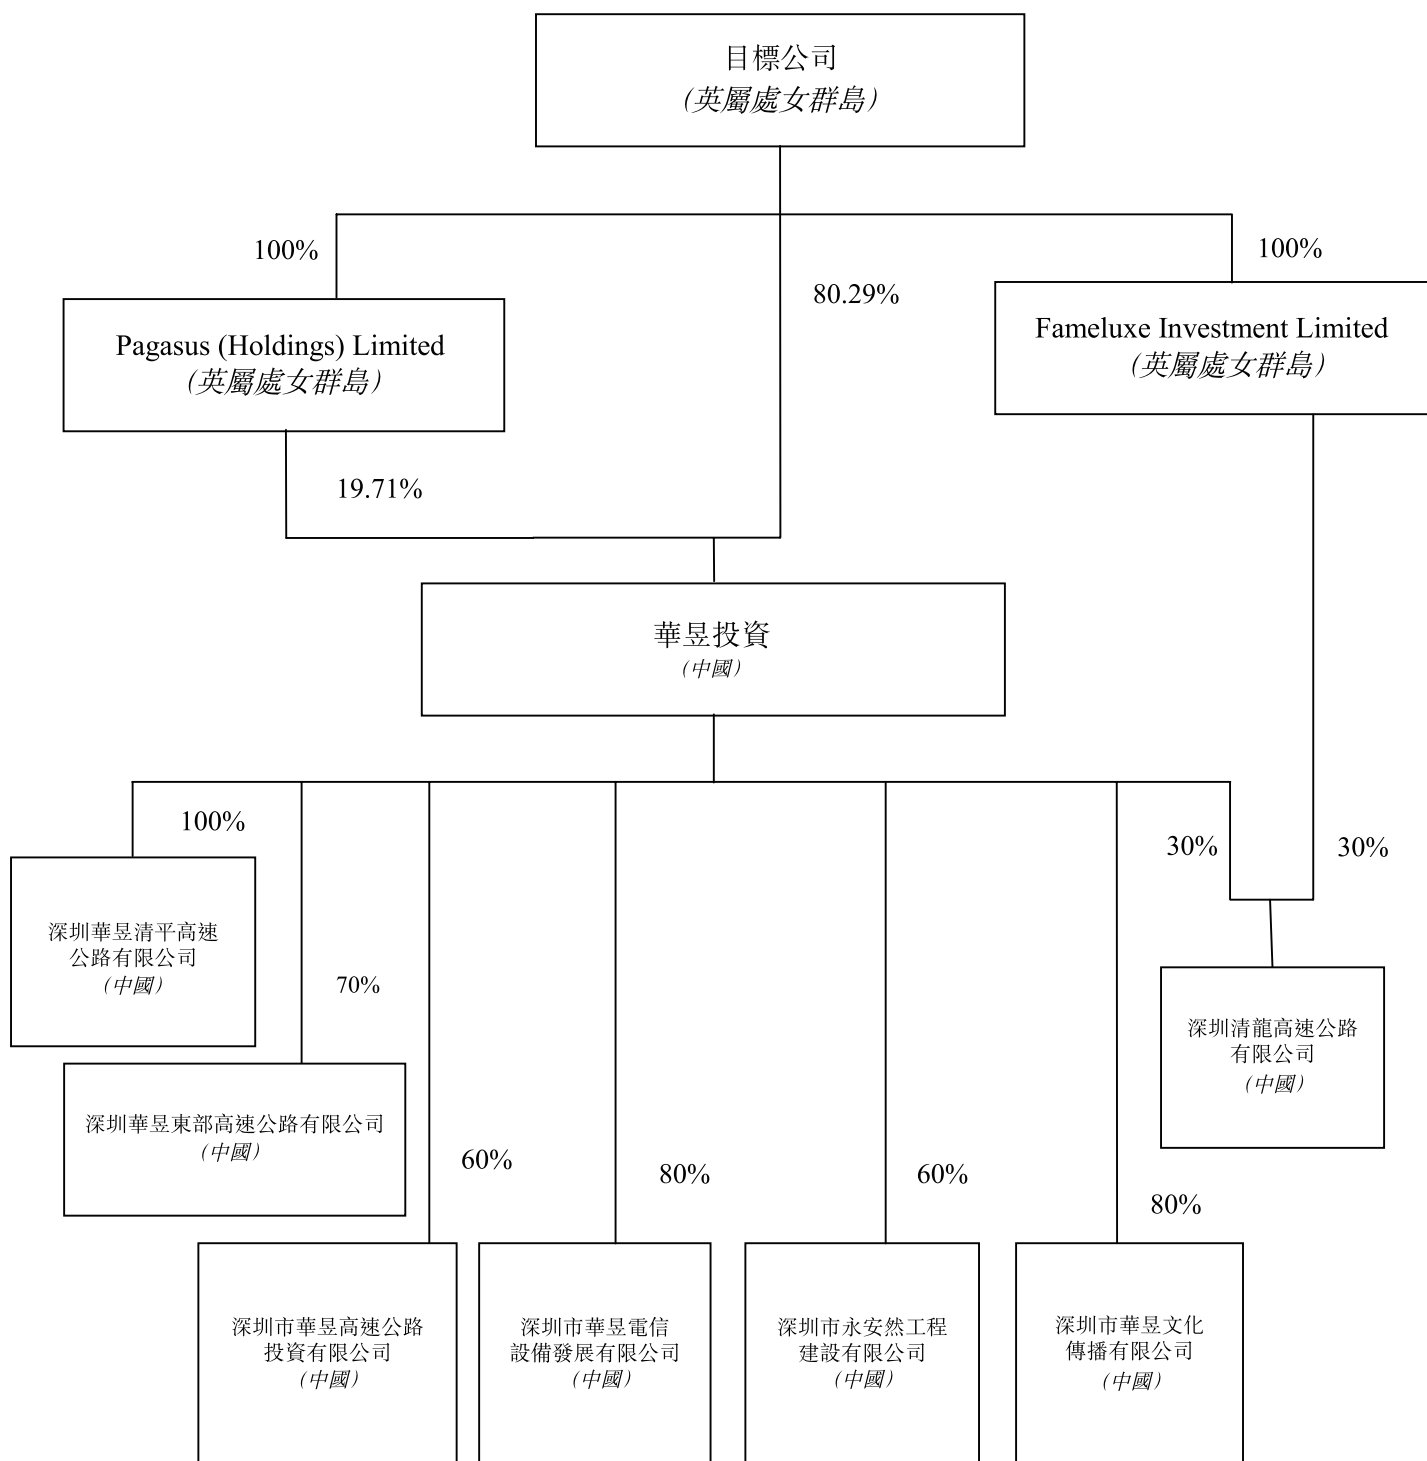 目標公司
（英屬處女群島）
100%
100%
80.29%
Pagasus (Holdings) Limited
（英屬處女群島）
Fameluxe Investment Limited
（英屬處女群島）
19.71%
華昱投資
（中國）
100%
30%
30%
深圳華昱清平高速
公路有限公司
（中國）
70%
深圳清龍高速公路
有限公司
（中國）
深圳華昱東部高速公路有限公司
（中國）
60%
80%
60%
80%
深圳市華昱高速公路
投資有限公司
（中國）
深圳市華昱電信
設備發展有限公司
（中國）
深圳市永安然工程
建設有限公司
（中國）
深圳市華昱文化
傳播有限公司
（中國）